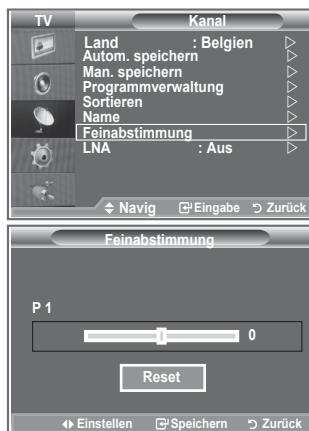 TV Kanal
Land : Belgien
Autom. speichern
Man. speichern
Programmverwaltung
Sortieren
Name
Feinabstimmung
LNA : Aus
Navig Eingabe Zurück
Feinabstimmung
P 1
0
Reset
Einstellen Speichern Zurück